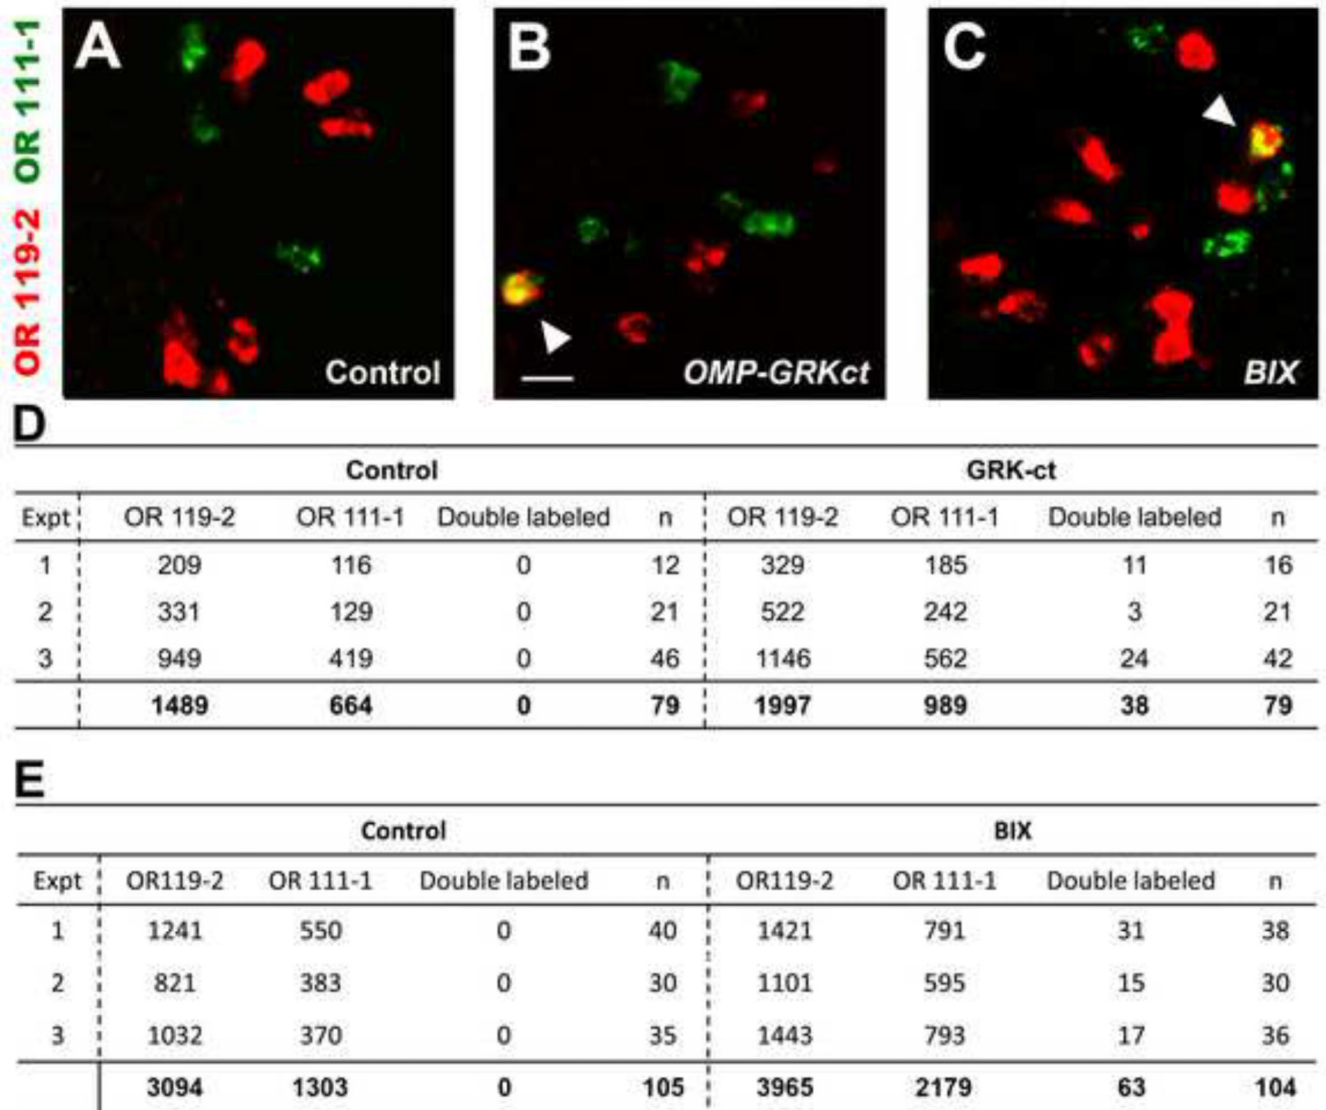 OR 119-2 OR 111-1
A
B
C
Control
OMP-GRKct
BIX
D
Control GRK-ct
Expt OR 119-2 OR 111-1 Double labeled n OR 119-2 OR 111-1 Double labeled n
1 209 116 0 12 329 185 11 16
2 331 129 0 21 522 242 3 21
3 949 419 0 46 1146 562 24 42
1489 664 0 79 1997 989 38 79
E
Control BIX
Expt OR119-2 OR 111-1 Double labeled n OR119-2 OR 111-1 Double labeled n
1 1241 550 0 40 1421 791 31 38
2 821 383 0 30 1101 595 15 30
3 1032 370 0 35 1443 793 17 36
3094 1303 0 105 3965 2179 63 104